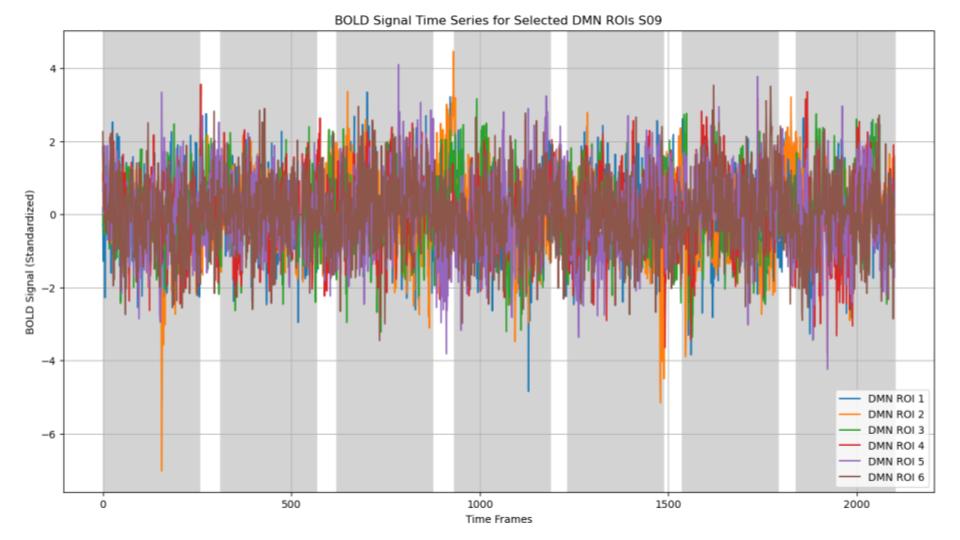 BOLD Signal Time Series for Selected DMN ROIs S09
BOLD Signal (Standardized)
4
2
0
−2
−4
−6
0 500 1000 1500 2000
Time Frames
DMN ROI 1
DMN ROI 2
DMN ROI 3
DMN ROI 4
DMN ROI 5
DMN ROI 6